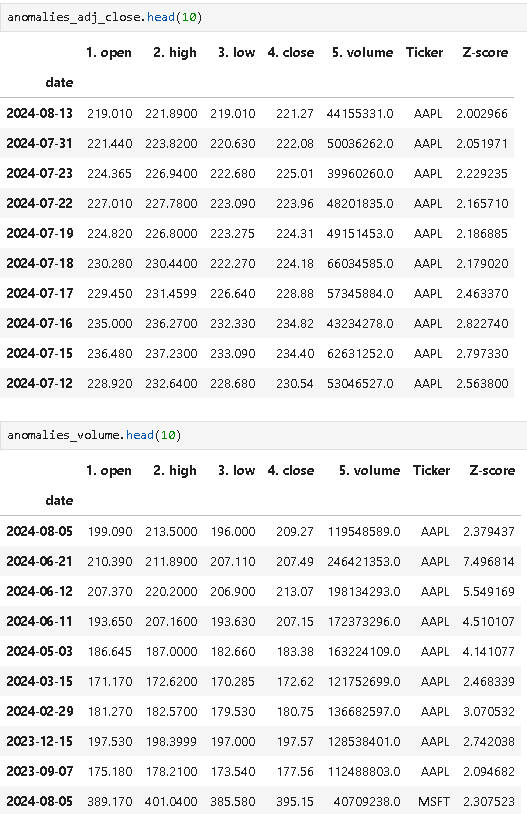 anomalies_adj_close.head(10)
1. open 2. high 3. low 4. close 5. volume Ticker Z-score
date
2024-08-13 219.010 221.8900 219.010 221.27 44155331.0 AAPL 2.002966
2024-07-31 221.440 223.8200 220.630 222.08 50036262.0 AAPL 2.051971
2024-07-23 224.365 226.9400 222.680 225.01 39960260.0 AAPL 2.229235
2024-07-22 227.010 227.7800 223.090 223.96 48201835.0 AAPL 2.165710
2024-07-19 224.820 226.8000 223.275 224.31 49151453.0 AAPL 2.186885
2024-07-18 230.280 230.4400 222.270 224.18 66034585.0 AAPL 2.179020
2024-07-17 229.450 231.4599 226.640 228.88 57345884.0 AAPL 2.463370
2024-07-16 235.000 236.2700 232.330 234.82 43234278.0 AAPL 2.822740
2024-07-15 236.480 237.2300 233.090 234.40 62631252.0 AAPL 2.797330
2024-07-12 228.920 232.6400 228.680 230.54 53046527.0 AAPL 2.563800
anomalies_volume.head(10)
1. open 2. high 3. low 4. close 5. volume Ticker Z-score
date
2024-08-05 199.090 213.5000 196.000 209.27 119548589.0 AAPL 2.379437
2024-06-21 210.390 211.8900 207.110 207.49 246421353.0 AAPL 7.496814
2024-06-12 207.370 220.2000 206.900 213.07 198134293.0 AAPL 5.549169
2024-06-11 193.650 207.1600 193.630 207.15 172373296.0 AAPL 4.510107
2024-05-03 186.645 187.0000 182.660 183.38 163224109.0 AAPL 4.141077
2024-03-15 171.170 172.6200 170.285 172.62 121752699.0 AAPL 2.468339
2024-02-29 181.270 182.5700 179.530 180.75 136682597.0 AAPL 3.070532
2023-12-15 197.530 198.3999 197.000 197.57 128538401.0 AAPL 2.742038
2023-09-07 175.180 178.2100 173.540 177.56 112488803.0 AAPL 2.094682
2024-08-05 389.170 401.0400 385.580 395.15 40709238.0 MSFT 2.307523